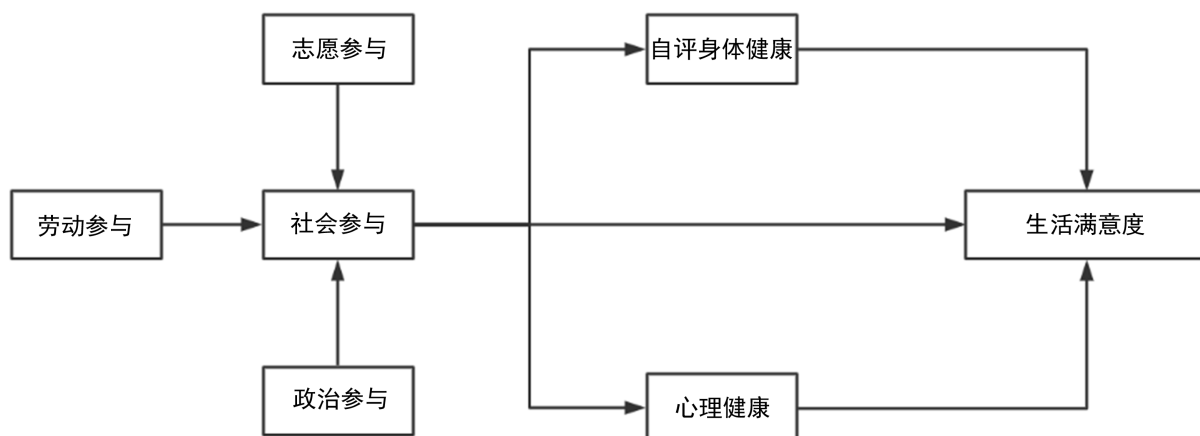 志愿参与
自评身体健康
劳动参与
社会参与
生活满意度
政治参与
心理健康